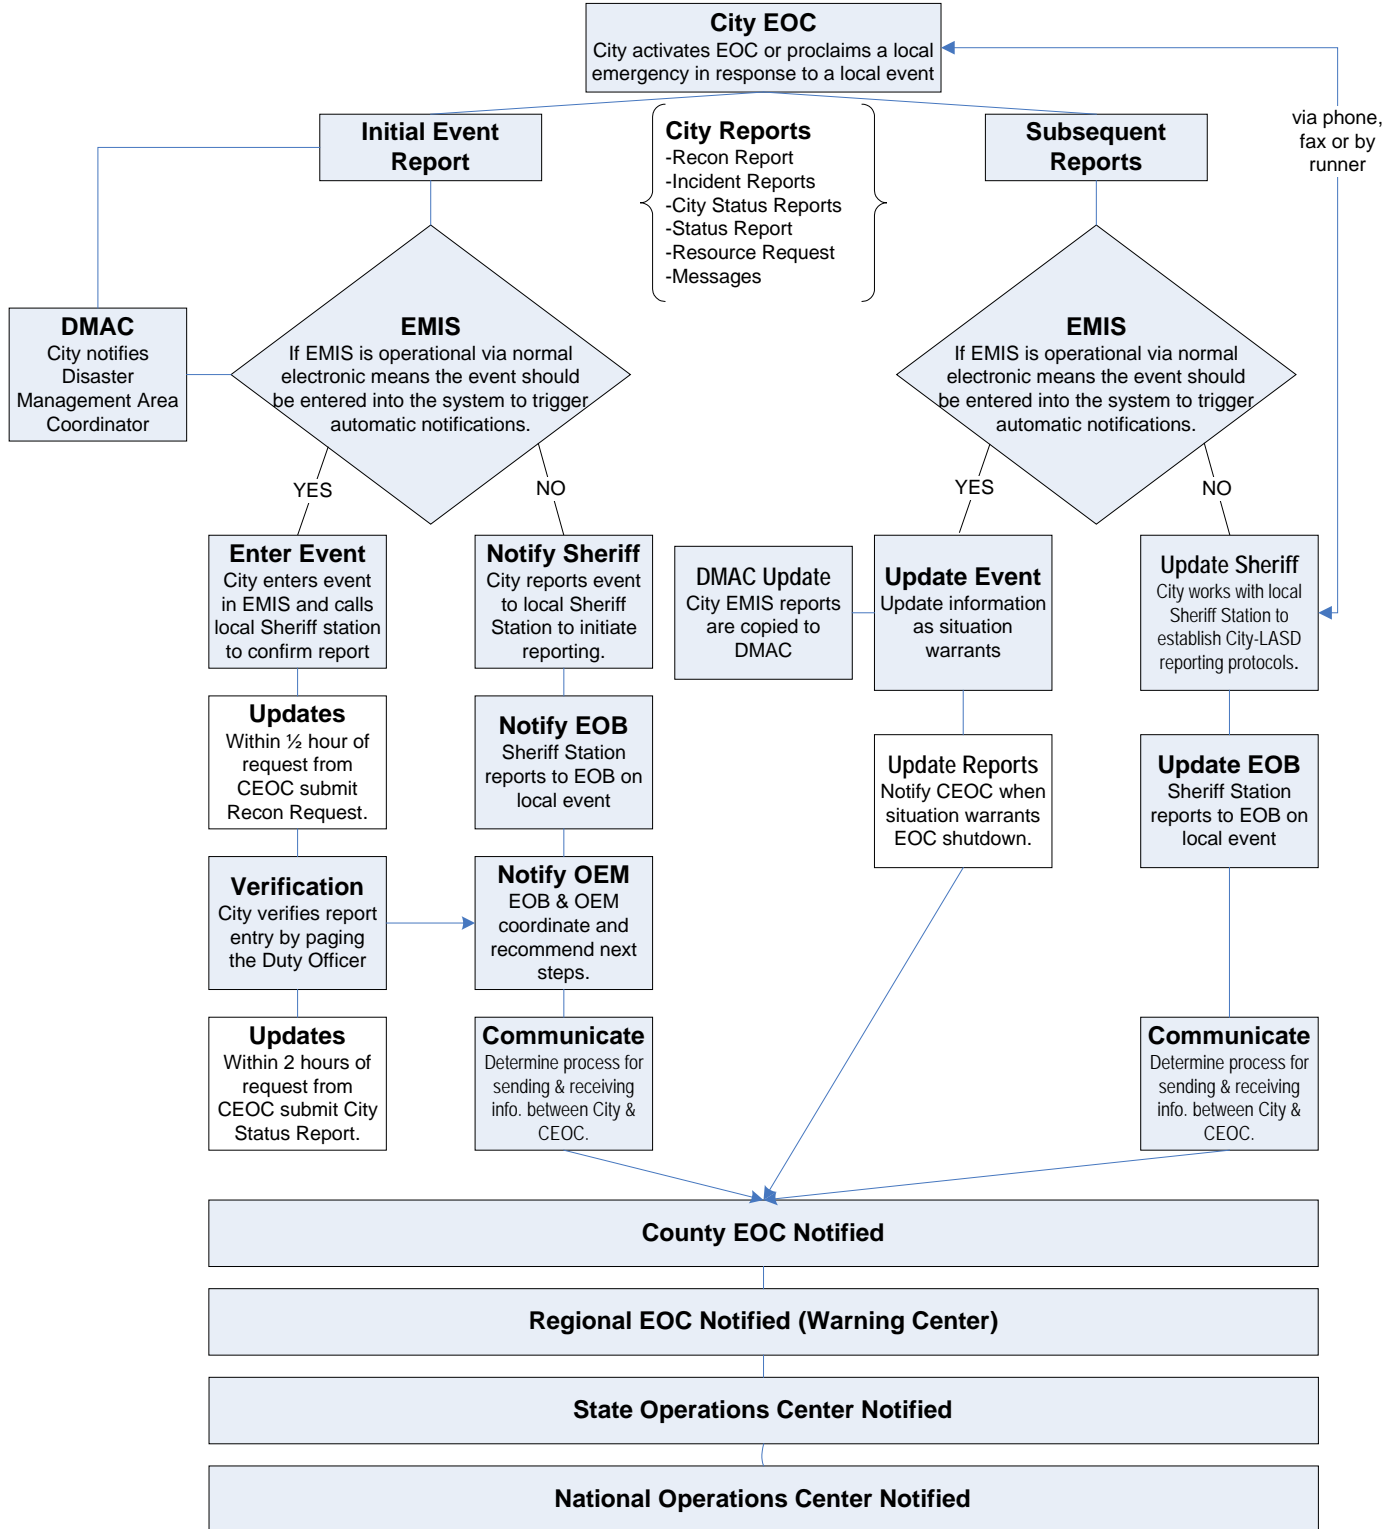 City EOC
City activates EOC or proclaims a local
emergency in response to a local event
via phone,
fax or by
runner
Initial Event
Report
City Reports
-Recon Report
-Incident Reports
-City Status Reports
-Status Report
-Resource Request
-Messages
Subsequent
Reports
DMAC
City notifies
Disaster
Management Area
Coordinator
EMIS
If EMIS is operational via normal
electronic means the event should
be entered into the system to trigger
automatic notifications.
EMIS
If EMIS is operational via normal
electronic means the event should
be entered into the system to trigger
automatic notifications.
YES
NO
YES
NO
Enter Event
City enters event
in EMIS and calls
local Sheriff station
to confirm report
Notify Sheriff
City reports event
to local Sheriff
Station to initiate
reporting.
DMAC Update
City EMIS reports
are copied to
DMAC
Update Event
Update information
as situation
warrants
Update Sheriff
City works with local
Sheriff Station to
establish City-LASD
reporting protocols.
Updates
Within ½ hour of
request from
CEOC submit
Recon Request.
Notify EOB
Sheriff Station
reports to EOB on
local event
Update Reports
Notify CEOC when
situation warrants
EOC shutdown.
Update EOB
Sheriff Station
reports to EOB on
local event
Verification
City verifies report
entry by paging
the Duty Officer
Notify OEM
EOB & OEM
coordinate and
recommend next
steps.
Updates
Within 2 hours of
request from
CEOC submit City
Status Report.
Communicate
Determine process for
sending & receiving
info. between City &
CEOC.
Communicate
Determine process for
sending & receiving
info. between City &
CEOC.
County EOC Notified
Regional EOC Notified (Warning Center)
State Operations Center Notified
National Operations Center Notified